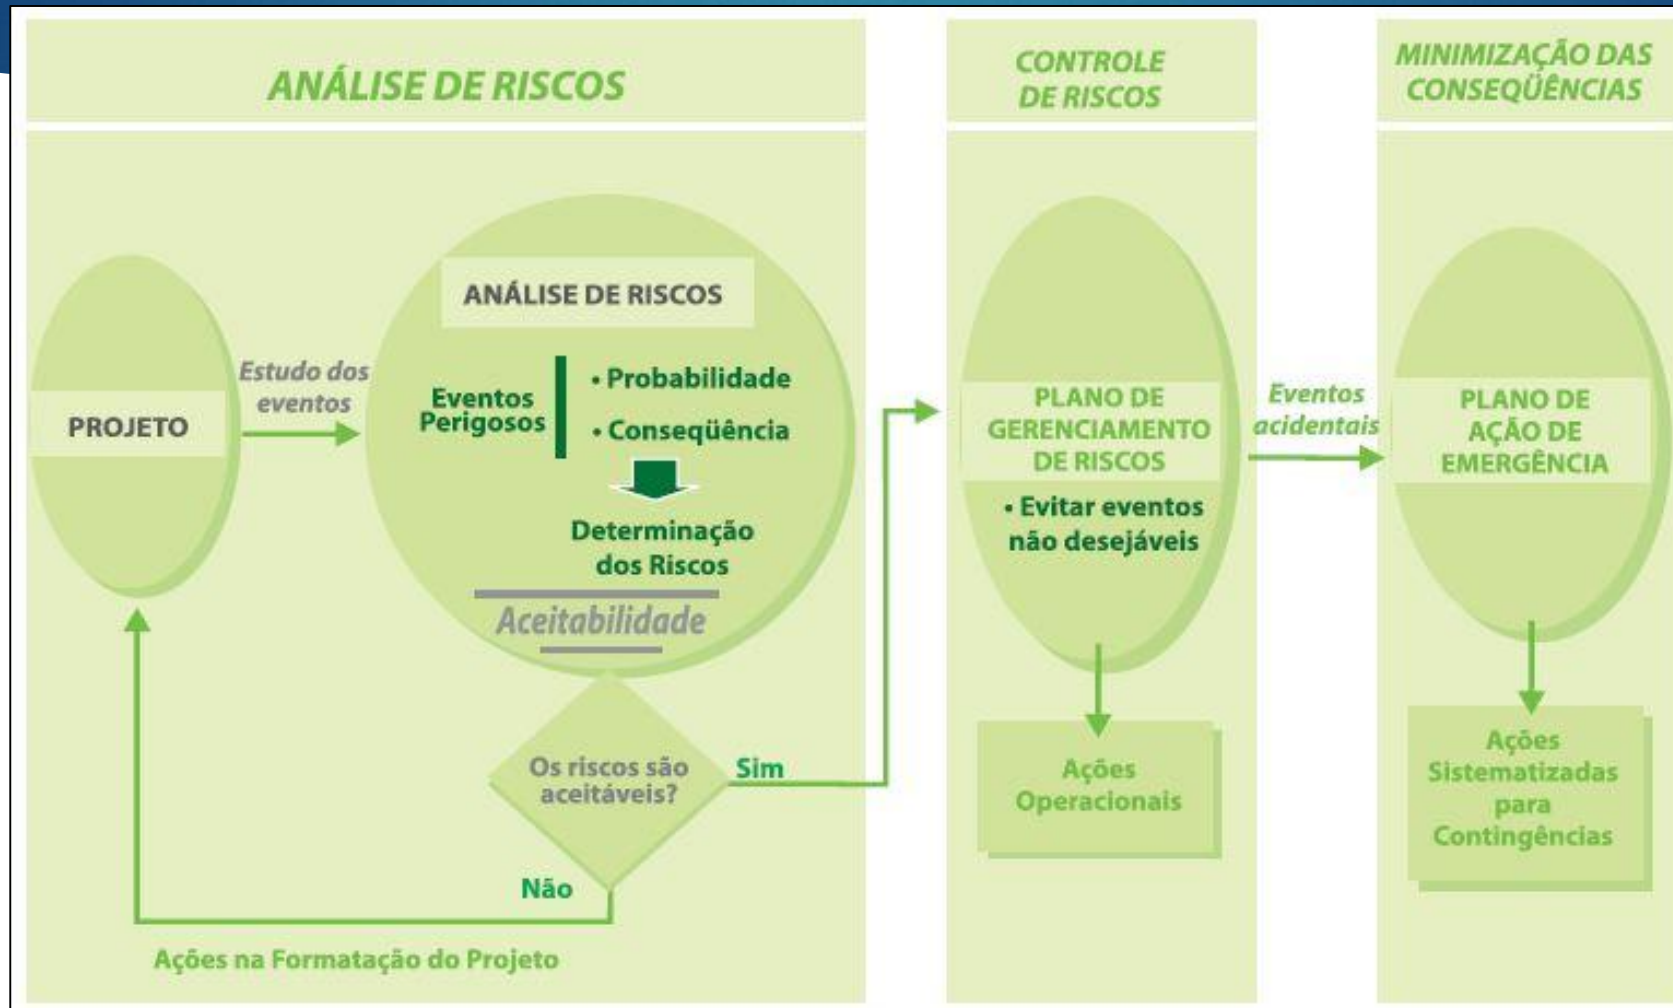 ANÁLISE DE RISCOS
CONTROLE
DE RISCOS
MINIMIZAÇÃO DAS
CONSEQÜÊNCIAS
PROJETO
Estudo dos
eventos
ANÁLISE DE RISCOS
Eventos
Perigosos
• Probabilidade
• Conseqüência
Determinação
dos Riscos
Aceitabilidade
Os riscos são
aceitáveis?
Sim
Não
Ações na Formatação do Projeto
PLANO DE
GERENCIAMENTO
DE RISCOS
• Evitar eventos
não desejáveis
Ações
Operacionais
Eventos
acidentais
PLANO DE
AÇÃO DE
EMERGÊNCIA
Ações
Sistematizadas
para
Contingências